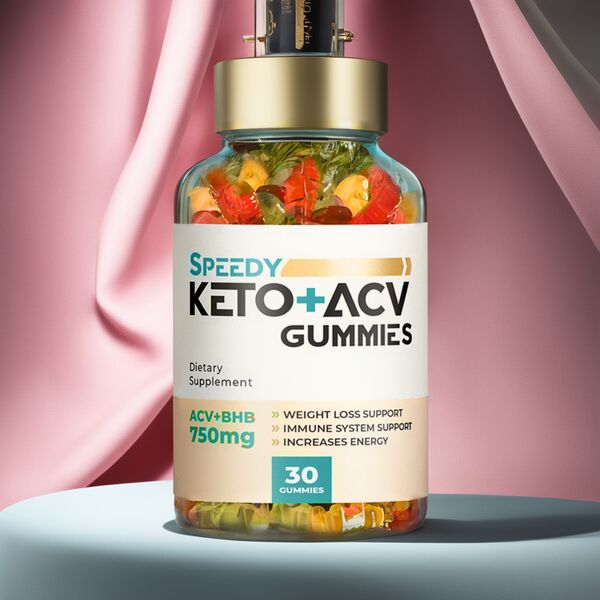 SPEEDY
KETO+ACV
GUMMIES
Dietary
Supplement
ACV+BHB
750mg
» WEIGHT LOSS SUPPORT
» IMMUNE SYSTEM SUPPORT
» INCREASES ENERGY
30
GUMMIES